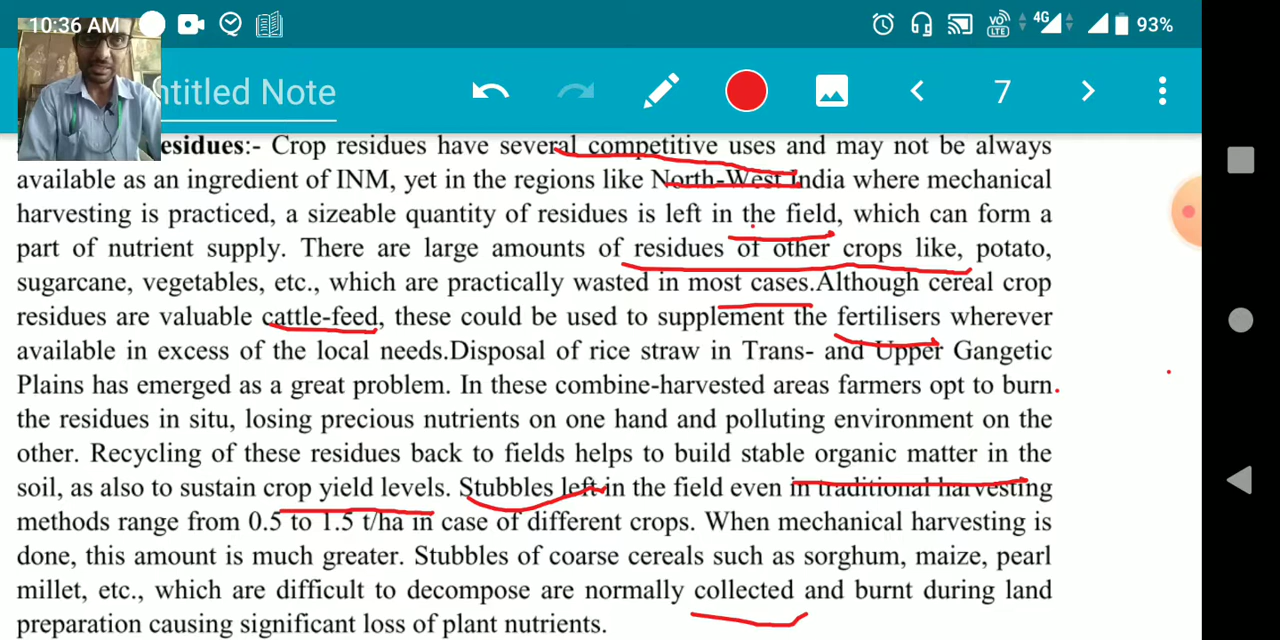 10:36 AM
VO
LTE
4G
93%
ntitled Note
7
esidues:- Crop residues have several competitive uses and may not be always
available as an ingredient of INM, yet in the regions like North-West India where mechanical
harvesting is practiced, a sizeable quantity of residues is left in the field, which can form a
part of nutrient supply. There are large amounts of residues of other crops like, potato,
sugarcane, vegetables, etc., which are practically wasted in most cases.Although cereal crop
residues are valuable cattle-feed, these could be used to supplement the fertilisers wherever
available in excess of the local needs.Disposal of rice straw in Trans- and Upper Gangetic
Plains has emerged as a great problem. In these combine-harvested areas farmers opt to burn
the residues in situ, losing precious nutrients on one hand and polluting environment on the
other. Recycling of these residues back to fields helps to build stable organic matter in the
soil, as also to sustain crop yield levels. Stubbles left in the field even in traditional harvesting
methods range from 0.5 to 1.5 t/ha in case of different crops. When mechanical harvesting is
done, this amount is much greater. Stubbles of coarse cereals such as sorghum, maize, pearl
millet, etc., which are difficult to decompose are normally collected and burnt during land
preparation causing significant loss of plant nutrients.